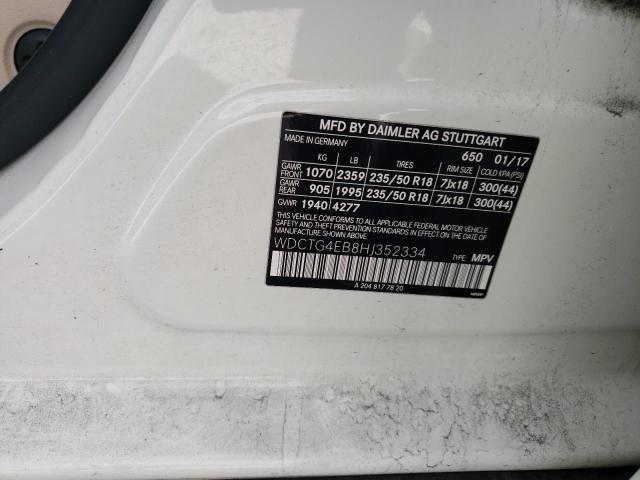 MFD BY DAIMLER AG STUTTGART
MADE IN GERMANY 650 01/17
KG LB TIRES RIM SIZE COLD KPA (PSI)
GAWR FRONT 1070 2359 235/50 R18 7Jx18 300(44)
GAWR REAR 905 1995 235/50 R18 7Jx18 300(44)
GVWR 1940 4277
THIS VEHICLE CONFORMS TO ALL APPLICABLE FEDERAL MOTOR VEHICLE
SAFETY AND THEFT PREVENTION STANDARDS IN EFFECT ON THE DATE OF
MANUFACTURE SHOWN ABOVE.
WDCTG4EB8HJ352334 TYPE: MPV
A 204 817 78 20